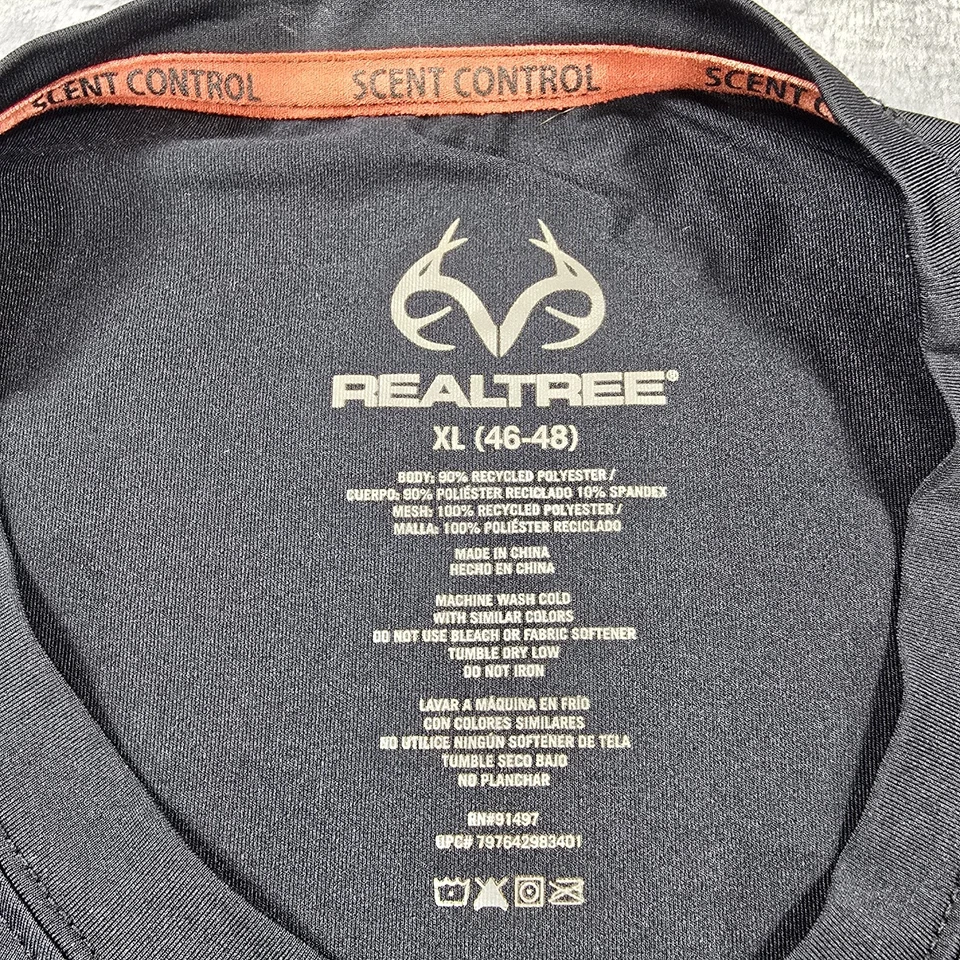 SCENT CONTROL SCENT CONTROL SCENT C
REALTREE®
XL (46-48)
BODY: 90% RECYCLED POLYESTER /
CUERPO: 90% POLIÉSTER RECICLADO 10% SPANDEX
MESH: 100% RECYCLED POLYESTER /
MALLA: 100% POLIÉSTER RECICLADO
MADE IN CHINA
HECHO EN CHINA
MACHINE WASH COLD
WITH SIMILAR COLORS
DO NOT USE BLEACH OR FABRIC SOFTENER
TUMBLE DRY LOW
DO NOT IRON
LAVAR A MÁQUINA EN FRÍO
CON COLORES SIMILARES
NO UTILICE NINGÚN SOFTENER DE TELA
TUMBLE SECO BAJO
NO PLANCHAR
RN#91497
UPC# 797642983401